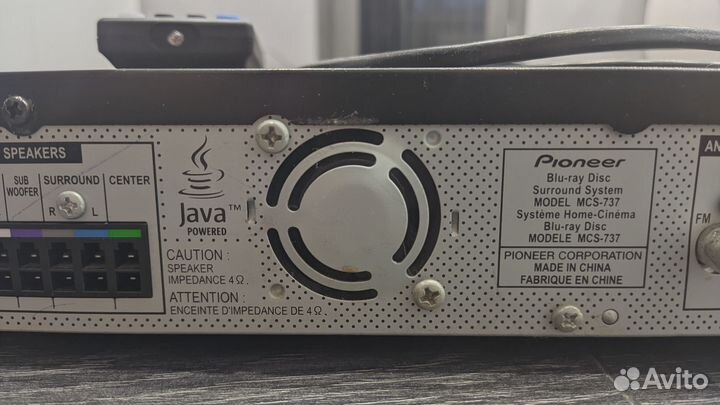 SPEAKERS
SUB
WOOFER
SURROUND
CENTER
R
L
Java™
POWERED
CAUTION :
SPEAKER
IMPEDANCE 4Ω.
ATTENTION :
ENCEINTE D'IMPEDANCE DE 4Ω.
Pioneer
Blu-ray Disc
Surround System
MODEL MCS-737
Système Home-Cinéma
Blu-ray Disc
MODELE MCS-737
PIONEER CORPORATION
MADE IN CHINA
FABRIQUE EN CHINE
AN
FM
Avito